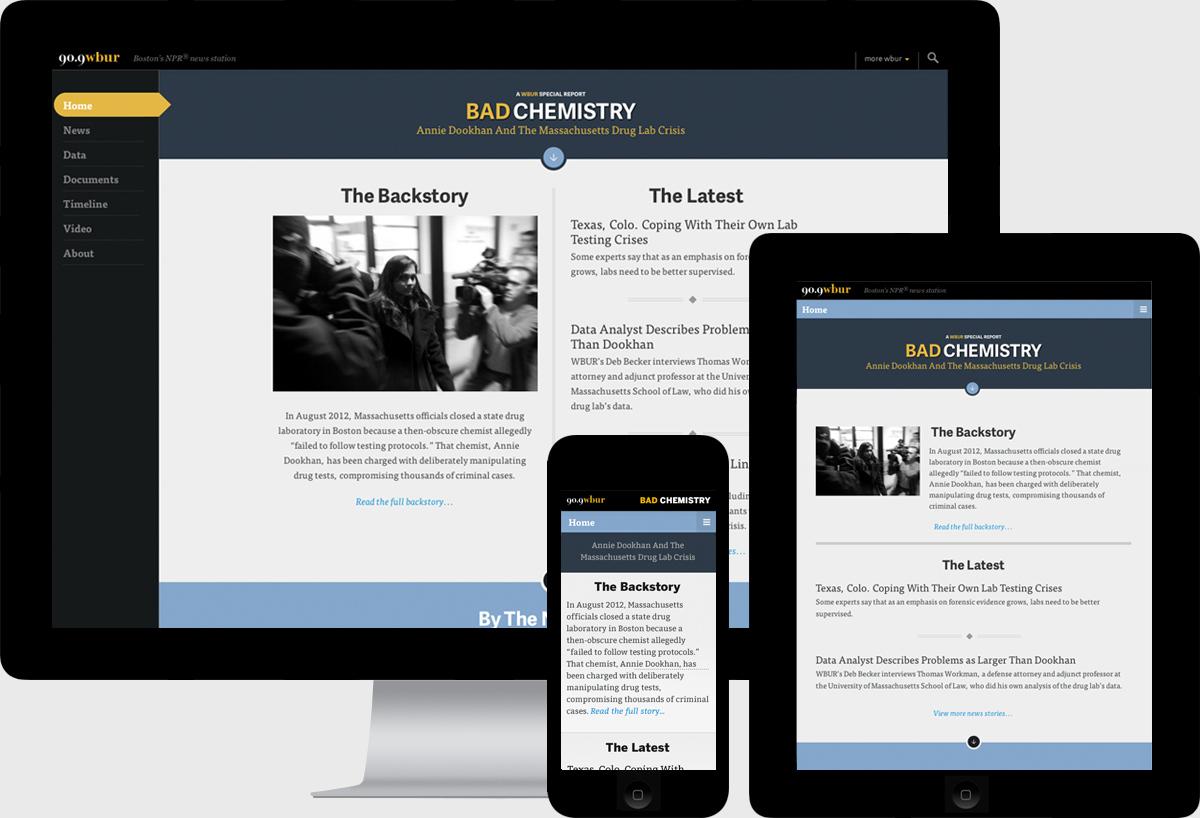 90.9wbur Boston's NPR® news station
more wbur
Home
News
Data
Documents
Timeline
Video
About
A WBUR SPECIAL REPORT
BAD CHEMISTRY
Annie Dookhan And The Massachusetts Drug Lab Crisis
The Backstory
In August 2012, Massachusetts officials closed a state drug
laboratory in Boston because a then-obscure chemist allegedly
“failed to follow testing protocols.” That chemist, Annie
Dookhan, has been charged with deliberately manipulating
drug tests, compromising thousands of criminal cases.
Read the full backstory…
The Latest
Texas, Colo. Coping With Their Own Lab
Testing Crises
Some experts say that as an emphasis on
grows, labs need to be better supervised.
Data Analyst Describes Problem
Than Dookhan
WBUR's Deb Becker interviews Thomas
attorney and adjunct professor at the
Massachusetts School of Law, who did his
drug lab's data.
By The
90.9wbur BAD CHEMISTRY
Home
Annie Dookhan And The
Massachusetts Drug Lab Crisis
The Backstory
In August 2012, Massachusetts
officials closed a state drug
laboratory in Boston because a
then-obscure chemist allegedly
“failed to follow testing protocols.”
That chemist, Annie Dookhan, has
been charged with deliberately
manipulating drug tests,
compromising thousands of criminal
cases. Read the full story..
The Latest
Texas, Colo. Coping With
90.9wbur Boston's NPR® news station
Home
A WBUR SPECIAL REPORT
BAD CHEMISTRY
Annie Dookhan And The Massachusetts Drug Lab Crisis
The Backstory
In August 2012, Massachusetts officials closed a state drug
laboratory in Boston because a then-obscure chemist
allegedly “failed to follow testing protocols.” That chemist,
Annie Dookhan, has been charged with deliberately
manipulating drug tests, compromising thousands of
criminal cases.
Read the full backstory…
The Latest
Texas, Colo. Coping With Their Own Lab Testing Crises
Some experts say that as an emphasis on forensic evidence grows, labs need to be better
supervised.
Data Analyst Describes Problems as Larger Than Dookhan
WBUR's Deb Becker interviews Thomas Workman, a defense attorney and adjunct professor at
the University of Massachusetts School of Law, who did his own analysis of the drug lab's data.
View more news stories…